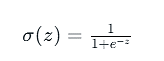 σ(z) = 1/(1+e^{-z})